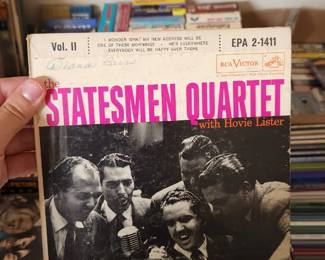 Vol. II
I WONDER WHAT MY NEW ADDRESS WILL BE
ONE OF THESE MORNINGS • HE'S EVERYWHERE
EVERYBODY WILL BE HAPPY OVER THERE
EPA 2-1411
RCA VICTOR
the
STATESMEN QUARTET
with Hovie Lister